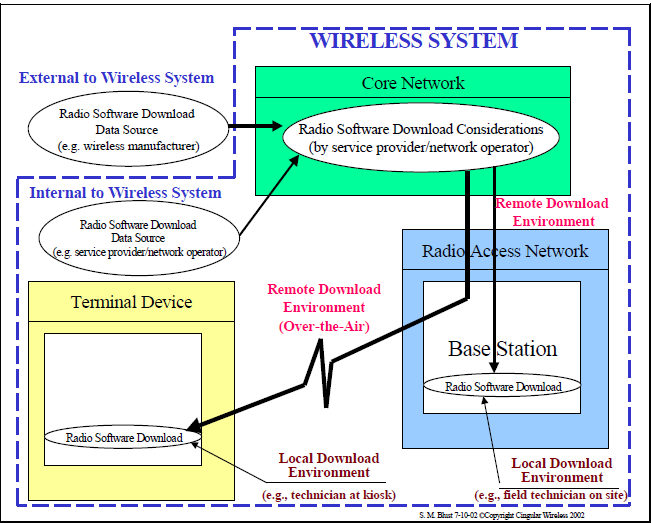 WIRELESS SYSTEM
External to Wireless System
Radio Software Download
Data Source
(e.g. wireless manufacturer)
Core Network
Radio Software Download Considerations
(by service provider/network operator)
Internal to Wireless System
Radio Software Download
Data Source
(e.g. service provider/network operator)
Remote Download
Environment
Radio Access Network
Remote Download
Environment
(Over-the-Air)
Terminal Device
Base Station
Radio Software Download
Radio Software Download
Local Download
Environment
(e.g., technician at kiosk)
Local Download
Environment
(e.g., field technician on site)
S. M. Blust 7-10-02 ©Copyright Cingular Wireless 2002